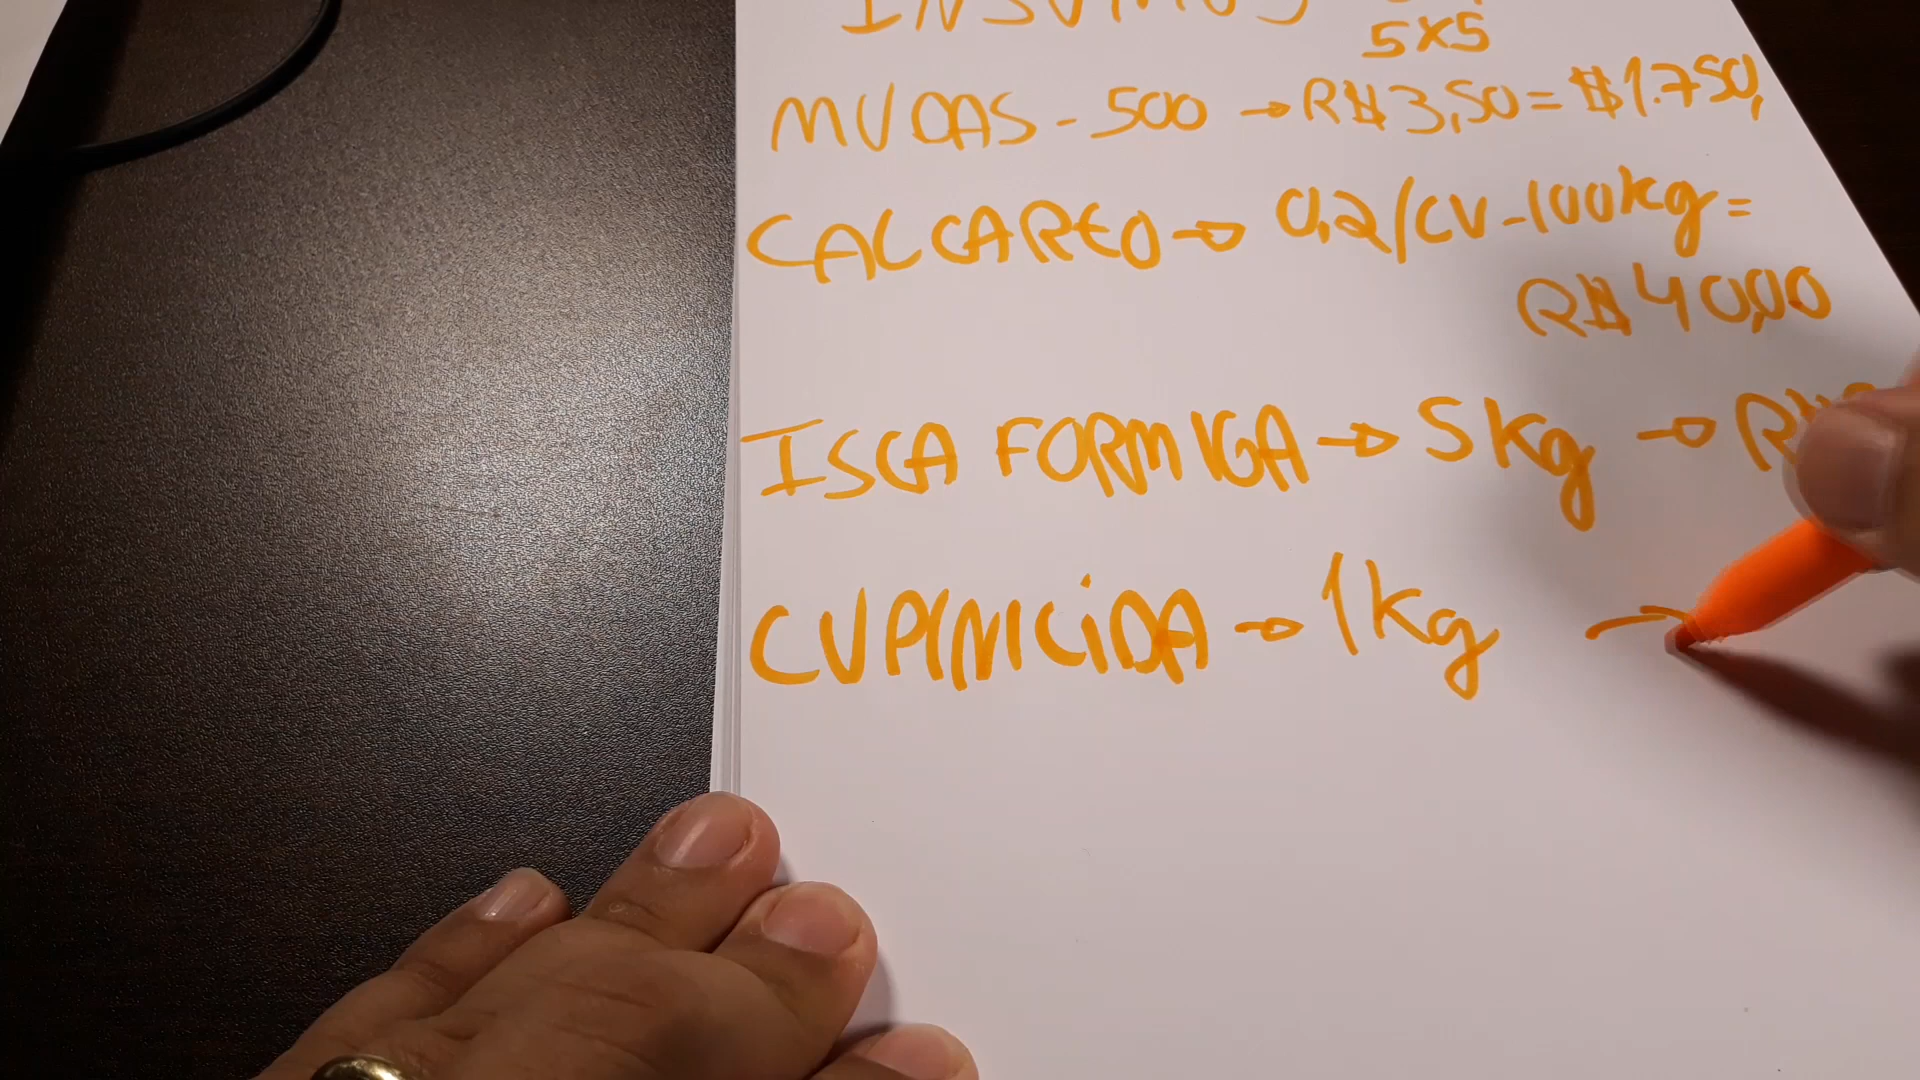 INSUMOS
5x5
MUDAS - 500 → R$ 3,50 = $ 1.750,
CALCAREO → 0,2/CV - 100kg =
R$ 40,00
ISCA FORMIGA → 5kg → R$
CUPINICIDA → 1kg